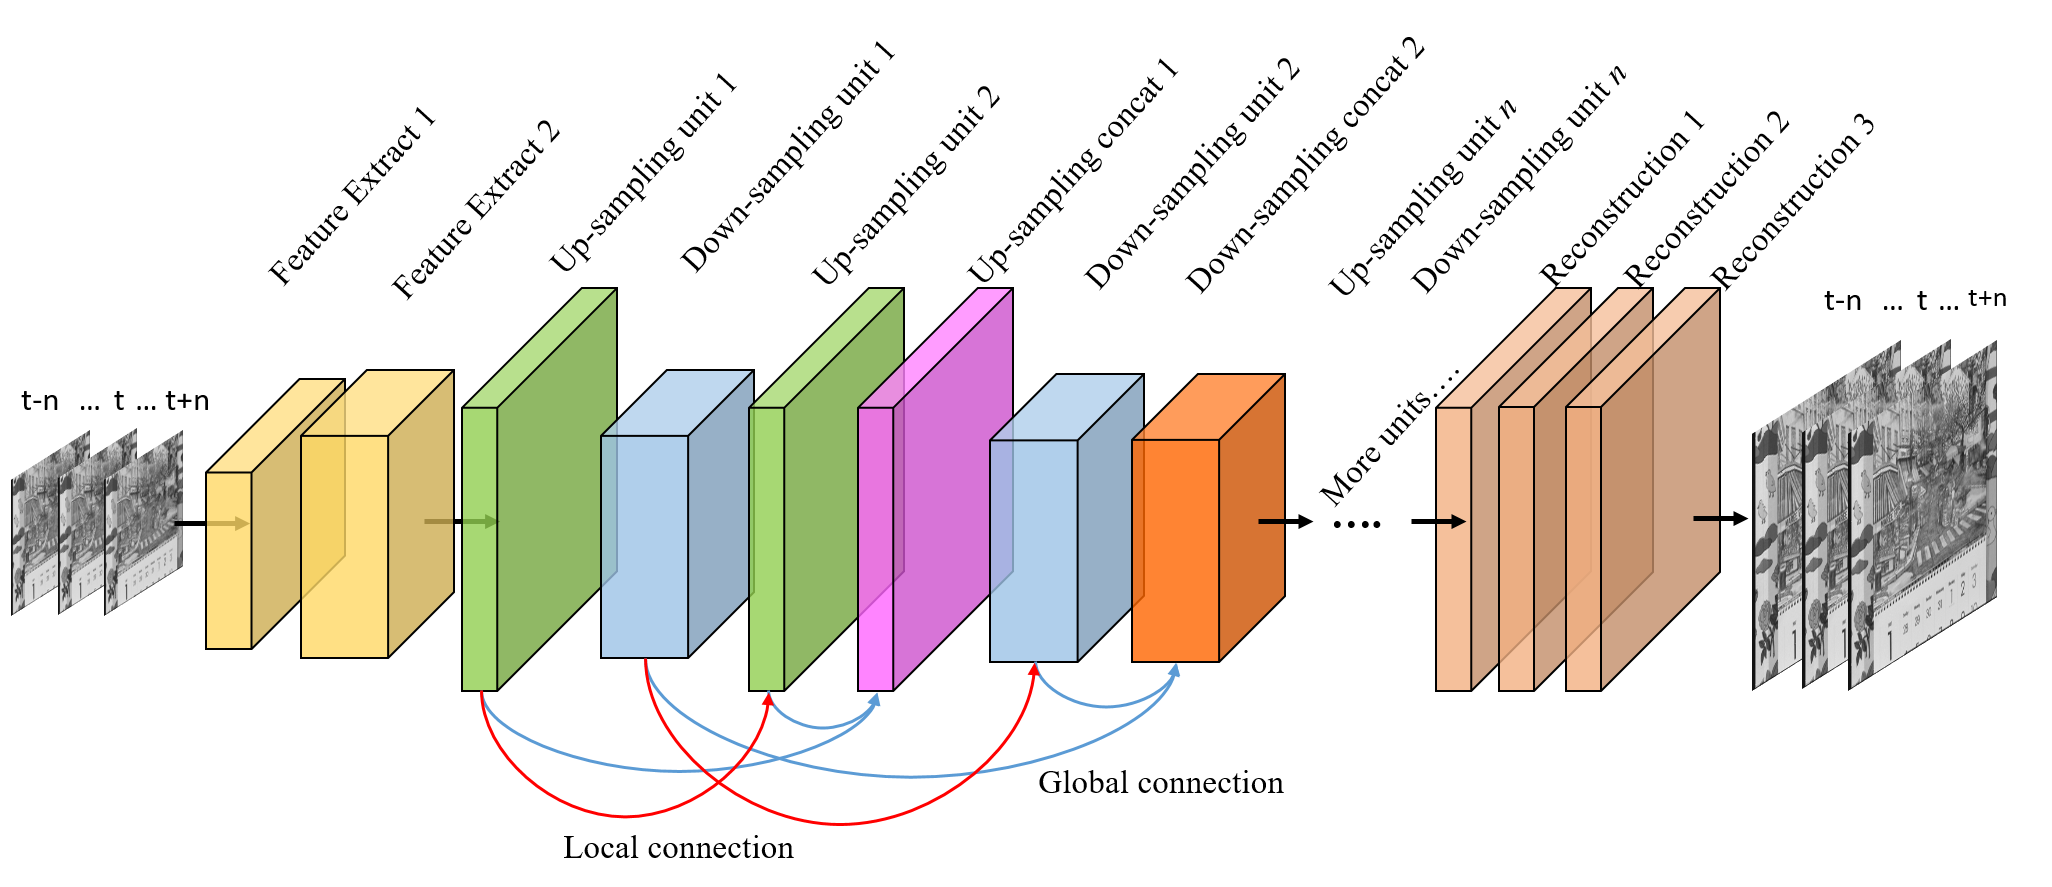 Feature Extract 1
Feature Extract 2
Up-sampling unit 1
Down-sampling unit 1
Up-sampling unit 2
Up-sampling concat 1
Down-sampling unit 2
Down-sampling concat 2
Up-sampling unit n
Down-sampling unit n
Reconstruction 1
Reconstruction 2
Reconstruction 3
t-n ... t ... t+n
t-n ... t ... t+n
More units....
....
Global connection
Local connection